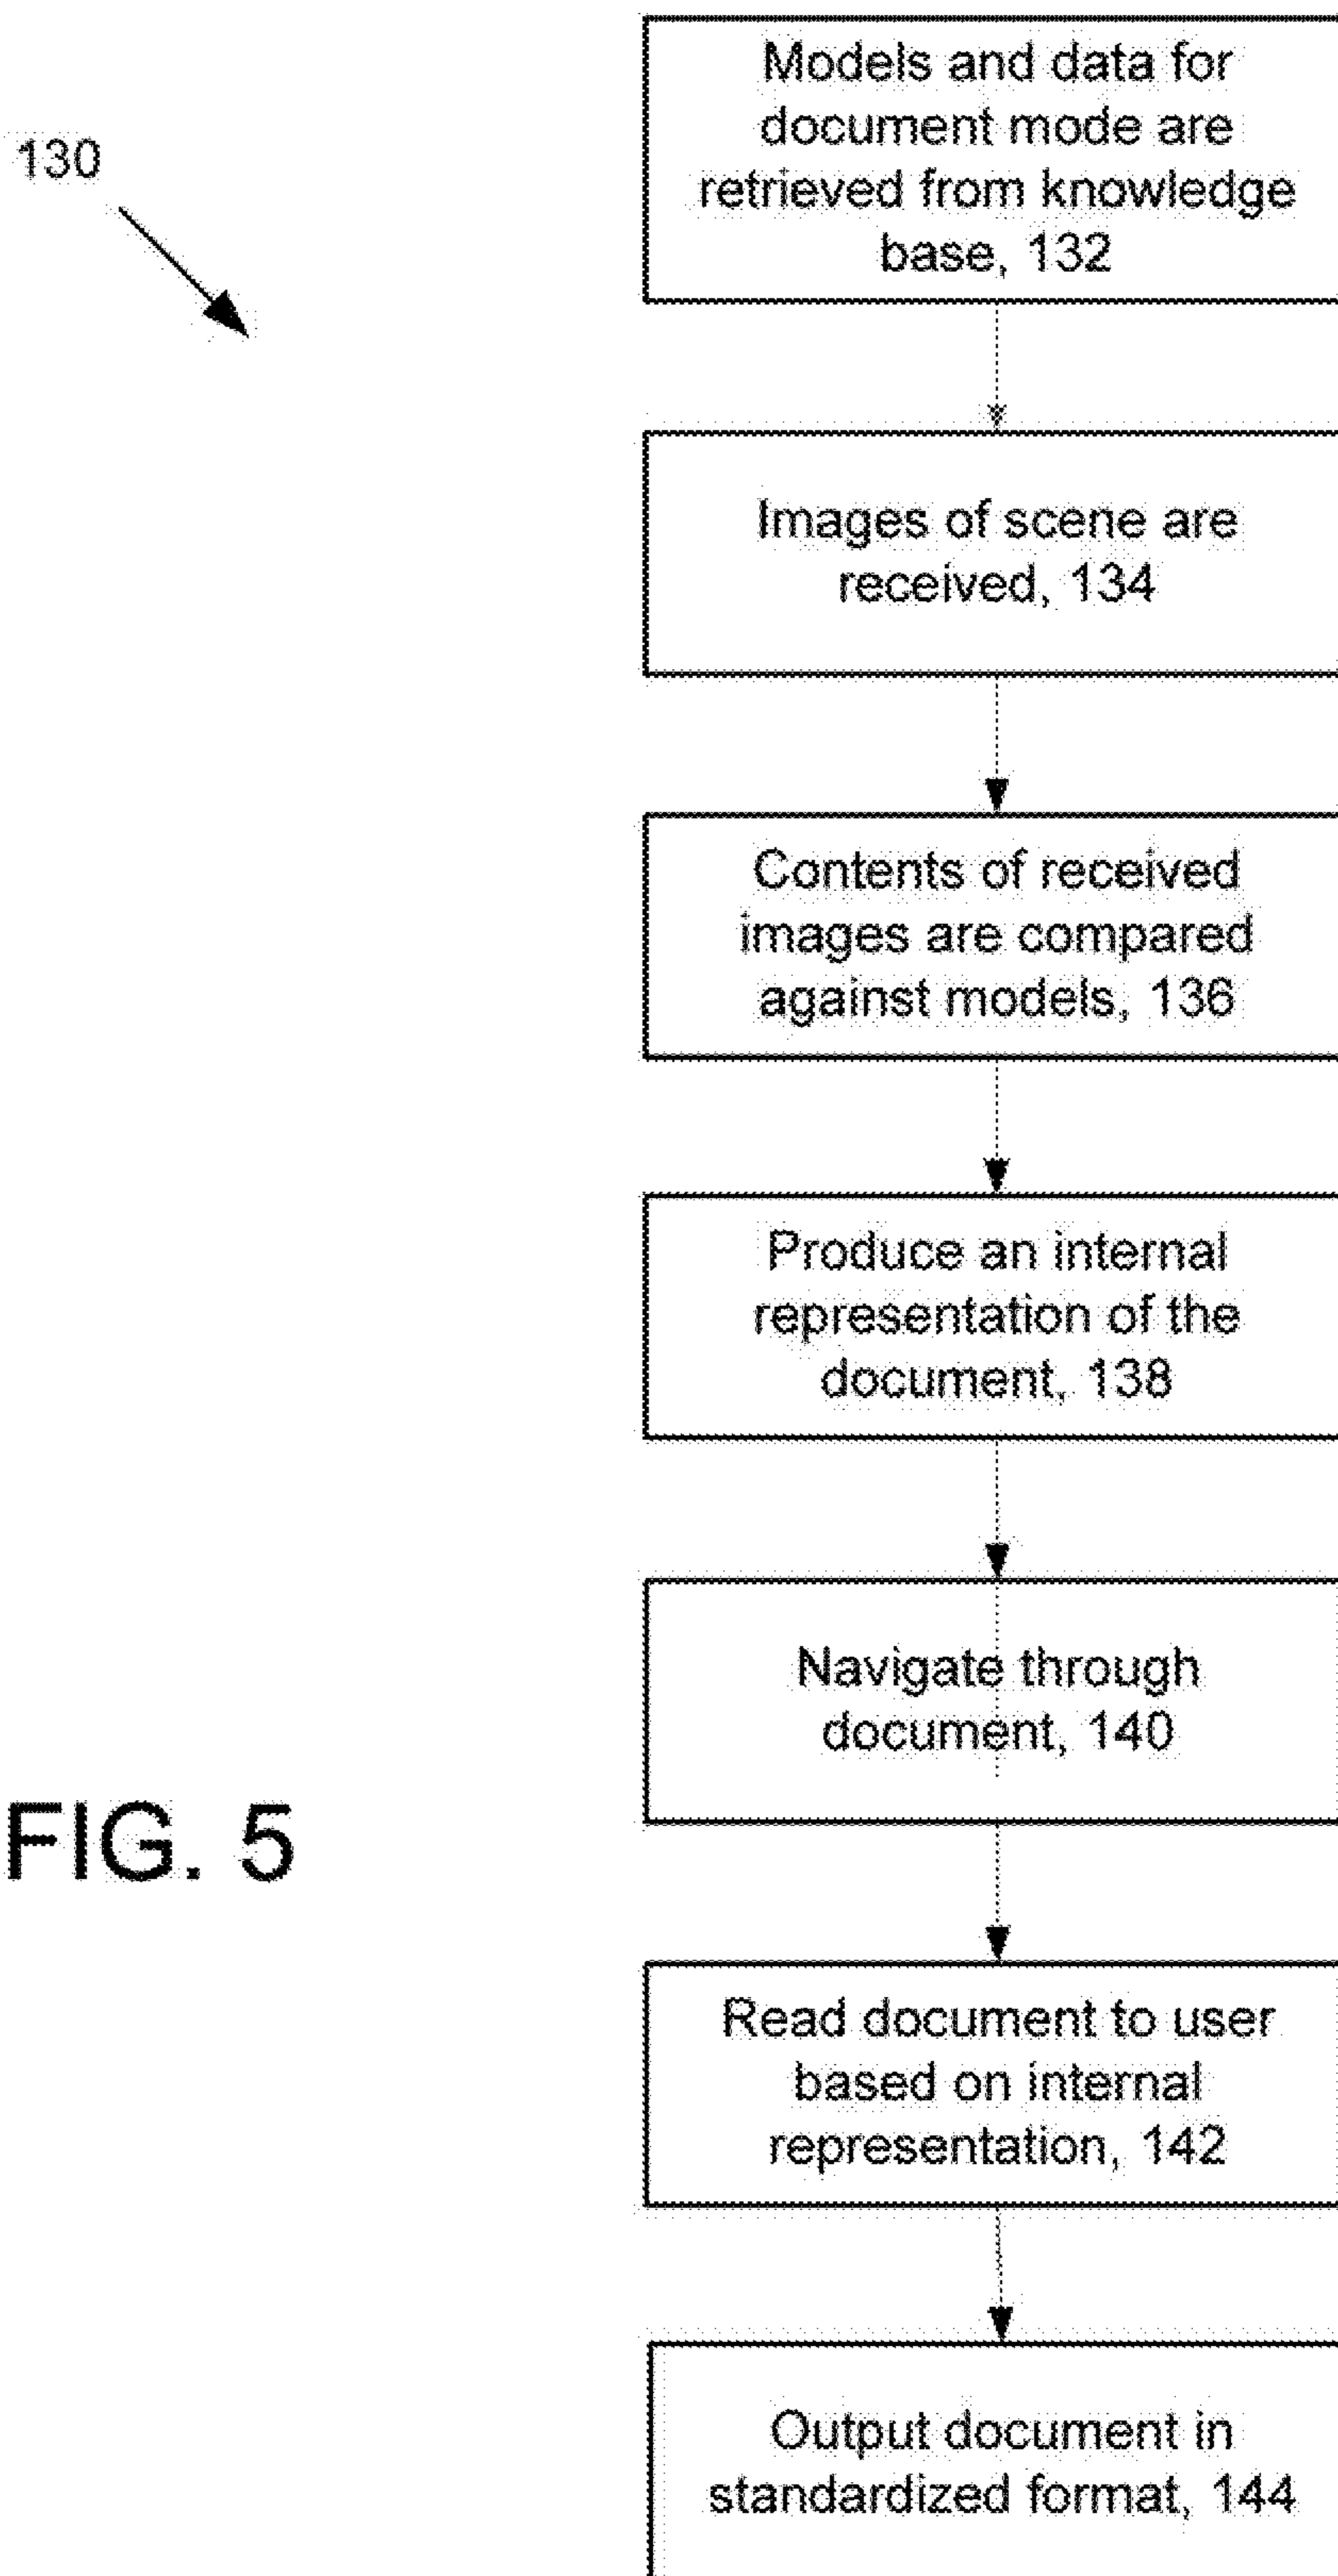 130
Models and data for
document mode are
retrieved from knowledge
base, 132
Images of scene are
received, 134
Contents of received
images are compared
against models, 136
Produce an internal
representation of the
document, 138
Navigate through
document, 140
FIG. 5
Read document to user
based on internal
representation, 142
Output document in
standardized format, 144